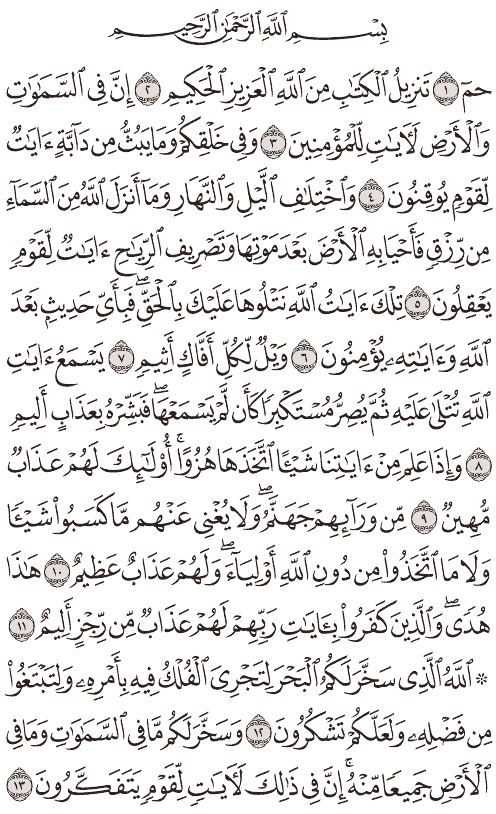 بِسْمِ ٱللَّهِ ٱلرَّحْمَٰنِ ٱلرَّحِيمِ
حمٓ ١ تَنزِيلُ ٱلْكِتَٰبِ مِنَ ٱللَّهِ ٱلْعَزِيزِ ٱلْحَكِيمِ ٢ إِنَّ فِى ٱلسَّمَٰوَٰتِ
وَٱلْأَرْضِ لَءَايَٰتٍ لِّلْمُؤْمِنِينَ ٣ وَفِى خَلْقِكُمْ وَمَا يَبُثُّ مِن دَآبَّةٍ ءَايَٰتٌ
لِّقَوْمٍ يُوقِنُونَ ٤ وَٱخْتِلَٰفِ ٱلَّيْلِ وَٱلنَّهَارِ وَمَآ أَنزَلَ ٱللَّهُ مِنَ ٱلسَّمَآءِ
مِن رِّزْقٍ فَأَحْيَا بِهِ ٱلْأَرْضَ بَعْدَ مَوْتِهَا وَتَصْرِيفِ ٱلرِّيَٰحِ ءَايَٰتٌ لِّقَوْمٍ
يَعْقِلُونَ ٥ تِلْكَ ءَايَٰتُ ٱللَّهِ نَتْلُوهَا عَلَيْكَ بِٱلْحَقِّ ۖ فَبِأَىِّ حَدِيثٍۭ بَعْدَ
ٱللَّهِ وَءَايَٰتِهِۦ يُؤْمِنُونَ ٦ وَيْلٌ لِّكُلِّ أَفَّاكٍ أَثِيمٍ ٧ يَسْمَعُ ءَايَٰتِ
ٱللَّهِ تُتْلَىٰ عَلَيْهِ ثُمَّ يُصِرُّ مُسْتَكْبِرًا كَأَن لَّمْ يَسْمَعْهَا ۖ فَبَشِّرْهُ بِعَذَابٍ أَلِيمٍ
٨ وَإِذَا عَلِمَ مِنْ ءَايَٰتِنَا شَيْـًٔا ٱتَّخَذَهَا هُزُوًا ۚ أُو۟لَٰٓئِكَ لَهُمْ عَذَابٌ
مُّهِينٌ ٩ مِّن وَرَآئِهِمْ جَهَنَّمُ ۖ وَلَا يُغْنِى عَنْهُم مَّا كَسَبُوا۟ شَيْـًٔا
وَلَا مَا ٱتَّخَذُوا۟ مِن دُونِ ٱللَّهِ أَوْلِيَآءَ ۖ وَلَهُمْ عَذَابٌ عَظِيمٌ ١٠ هَٰذَا
هُدًى ۖ وَٱلَّذِينَ كَفَرُوا۟ بِـَٔايَٰتِ رَبِّهِمْ لَهُمْ عَذَابٌ مِّن رِّجْزٍ أَلِيمٌ ١١
۞ ٱللَّهُ ٱلَّذِى سَخَّرَ لَكُمُ ٱلْبَحْرَ لِتَجْرِىَ ٱلْفُلْكُ فِيهِ بِأَمْرِهِۦ وَلِتَبْتَغُوا۟
مِن فَضْلِهِۦ وَلَعَلَّكُمْ تَشْكُرُونَ ١٢ وَسَخَّرَ لَكُم مَّا فِى ٱلسَّمَٰوَٰتِ وَمَا فِى
ٱلْأَرْضِ جَمِيعًا مِّنْهُ ۚ إِنَّ فِى ذَٰلِكَ لَءَايَٰتٍ لِّقَوْمٍ يَتَفَكَّرُونَ ١٣